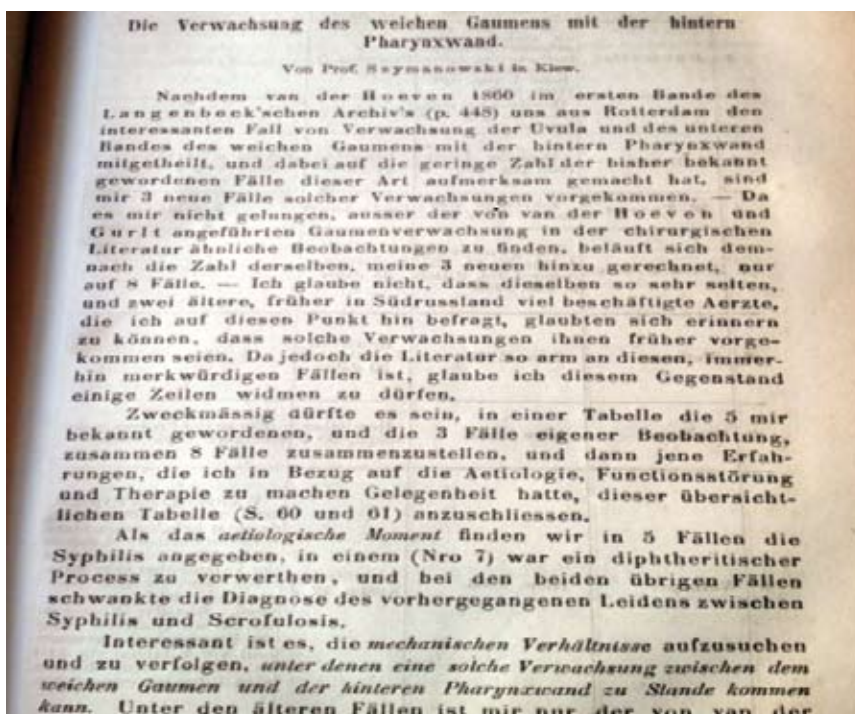 Die Verwachsung des weichen Gaumens mit der hintern
Pharynxwand.
Von Prof. Szymanowski in Kiew.
Nachdem van der Hoeven 1860 im ersten Bande des
Langenbeck'schen Archiv's (p. 448) uns aus Rotterdam den
interessanten Fall von Verwachsung der Uvula und des unteren
Randes des weichen Gaumens mit der hintern Pharynxwand
mitgetheilt, und dabei auf die geringe Zahl der bisher bekannt
gewordenen Fälle dieser Art aufmerksam gemacht hat, sind
mir 3 neue Fälle solcher Verwachsungen vorgekommen. — Da
es mir nicht gelungen, ausser der von van der Hoeven und
Gurlt angeführten Gaumenverwachsung in der chirurgischen
Literatur ähnliche Beobachtungen zu finden, beläuft sich dem-
nach die Zahl derselben, meine 3 neuen hinzu gerechnet, nur
auf 8 Fälle. — Ich glaube nicht, dass dieselben so sehr selten,
und zwei ältere, früher in Südrussland viel beschäftigte Aerzte,
die ich auf diesen Punkt hin befragt, glaubten sich erinnern
zu können, dass solche Verwachsungen ihnen früher vorge-
kommen seien. Da jedoch die Literatur so arm an diesen, immer-
hin merkwürdigen Fällen ist, glaube ich diesem Gegenstand
einige Zeilen widmen zu dürfen.
Zweckmässig dürfte es sein, in einer Tabelle die 5 mir
bekannt gewordenen, und die 3 Fälle eigener Beobachtung,
zusammen 8 Fälle zusammenzustellen, und dann jene Erfah-
rungen, die ich in Bezug auf die Aetiologie, Functionsstörung
und Therapie zu machen Gelegenheit hatte, dieser übersicht-
lichen Tabelle (S. 60 und 61) anzuschliessen.
Als das aetiologische Moment finden wir in 5 Fällen die
Syphilis angegeben, in einem (Nro 7) war ein diphtheritischer
Process zu verwerthen, und bei den beiden übrigen Fällen
schwankte die Diagnose des vorhergegangenen Leidens zwischen
Syphilis und Scrofulosis.
Interessant ist es, die mechanischen Verhältnisse aufzusuchen
und zu verfolgen, unter denen eine solche Verwachsung zwischen dem
weichen Gaumen und der hinteren Pharynxwand zu Stande kommen
kann. Unter den älteren Fällen ist mir nur der von van der